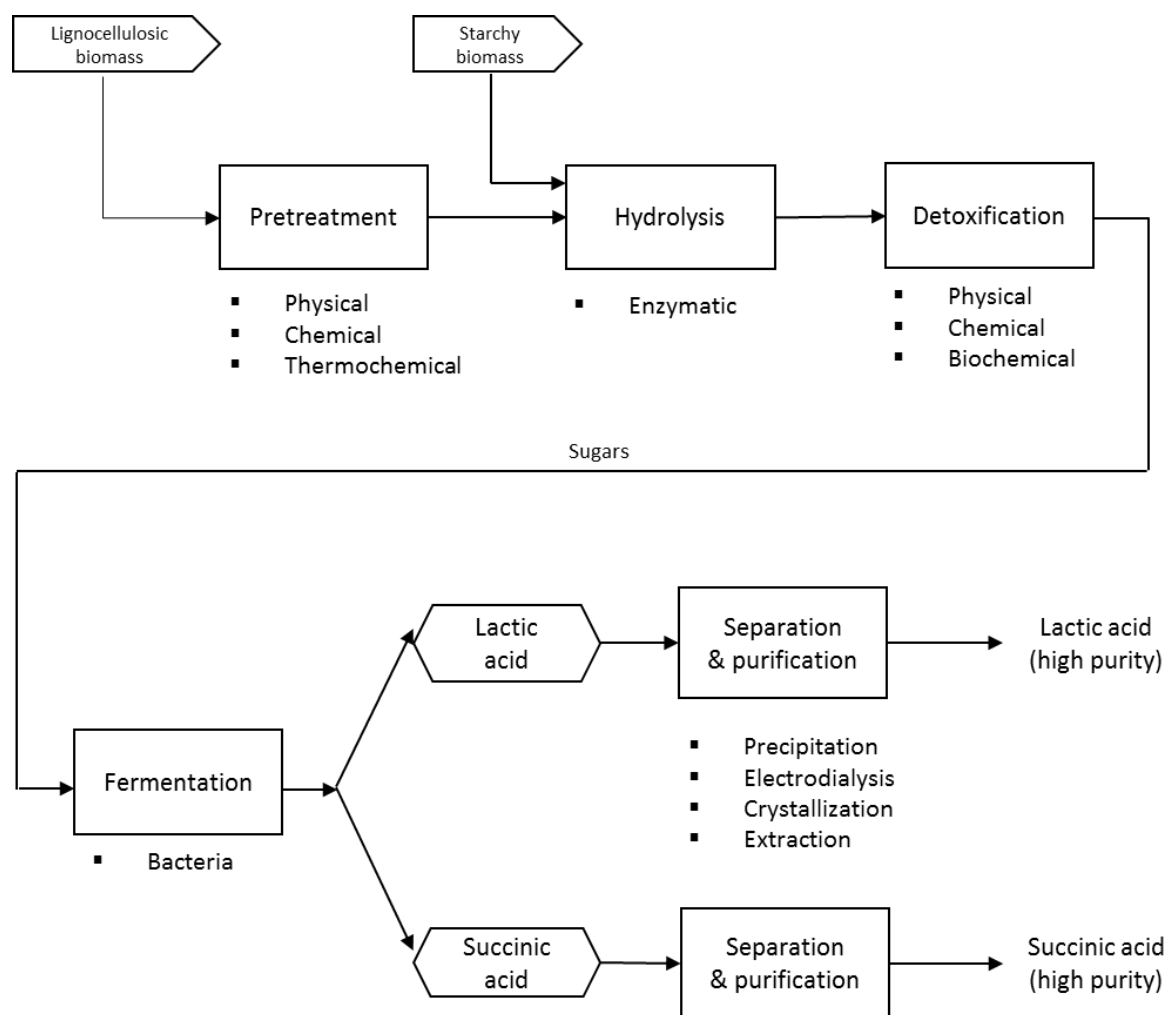 Lignocellulosic
biomass
Starchy
biomass
Pretreatment
▪ Physical
▪ Chemical
▪ Thermochemical
Hydrolysis
▪ Enzymatic
Detoxification
▪ Physical
▪ Chemical
▪ Biochemical
Sugars
Fermentation
▪ Bacteria
Lactic
acid
Separation
& purification
Lactic acid
(high purity)
▪ Precipitation
▪ Electrodialysis
▪ Crystallization
▪ Extraction
Succinic
acid
Separation
& purification
Succinic acid
(high purity)